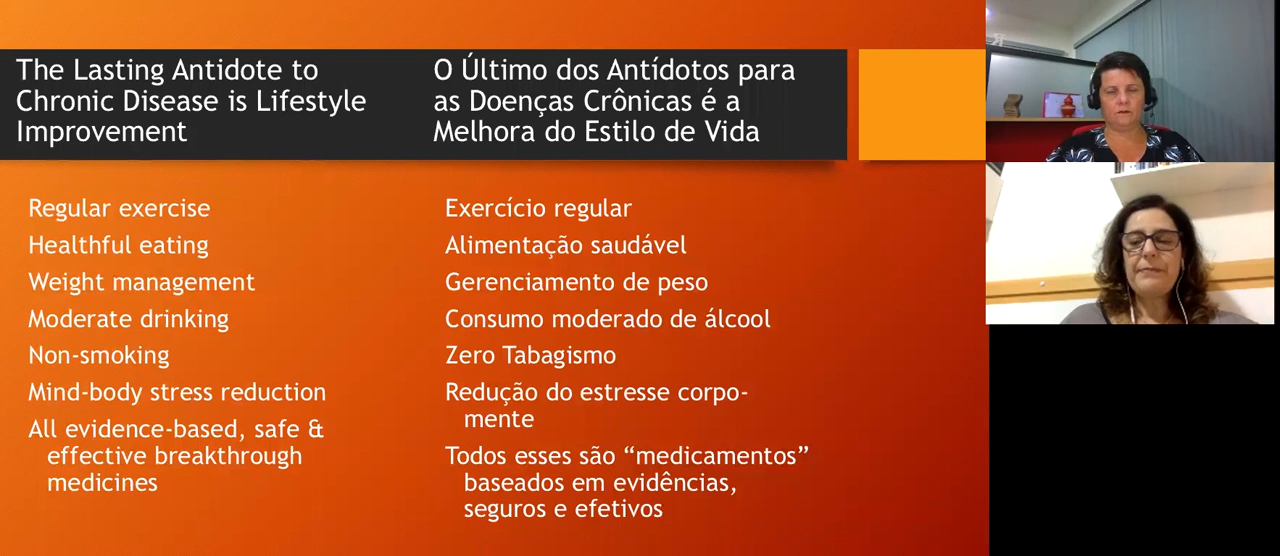 The Lasting Antidote to
Chronic Disease is Lifestyle
Improvement
O Último dos Antídotos para
as Doenças Crônicas é a
Melhora do Estilo de Vida
Regular exercise
Healthful eating
Weight management
Moderate drinking
Non-smoking
Mind-body stress reduction
All evidence-based, safe &
effective breakthrough
medicines
Exercício regular
Alimentação saudável
Gerenciamento de peso
Consumo moderado de álcool
Zero Tabagismo
Redução do estresse corpo-
mente
Todos esses são “medicamentos”
baseados em evidências,
seguros e efetivos